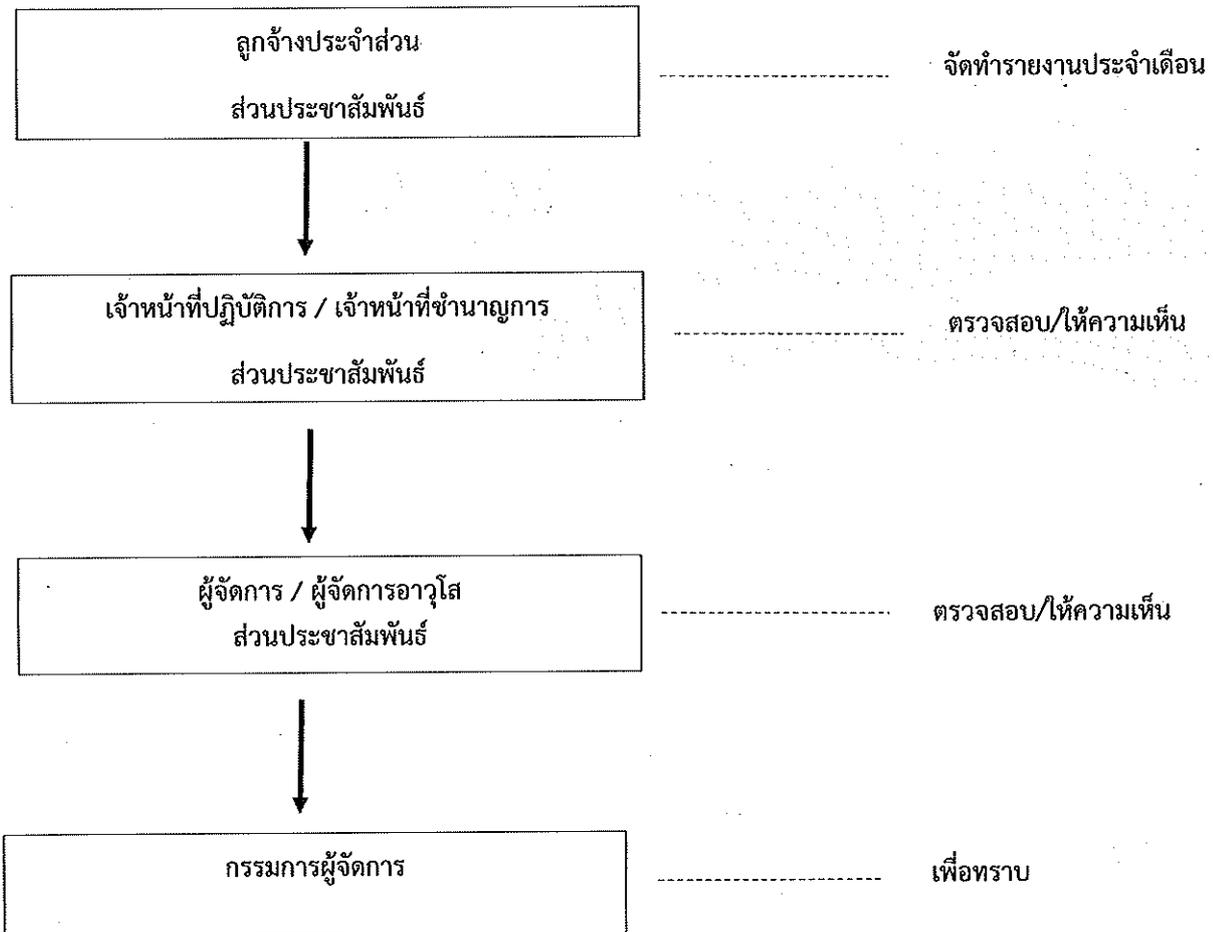 ลูกจ้างประจำส่วน
ส่วนประชาสัมพันธ์
จัดทำรายงานประจำเดือน
เจ้าหน้าที่ปฏิบัติการ / เจ้าหน้าที่ชำนาญการ
ส่วนประชาสัมพันธ์
ตรวจสอบ/ให้ความเห็น
ผู้จัดการ / ผู้จัดการอาวุโส
ส่วนประชาสัมพันธ์
ตรวจสอบ/ให้ความเห็น
กรรมการผู้จัดการ
เพื่อทราบ